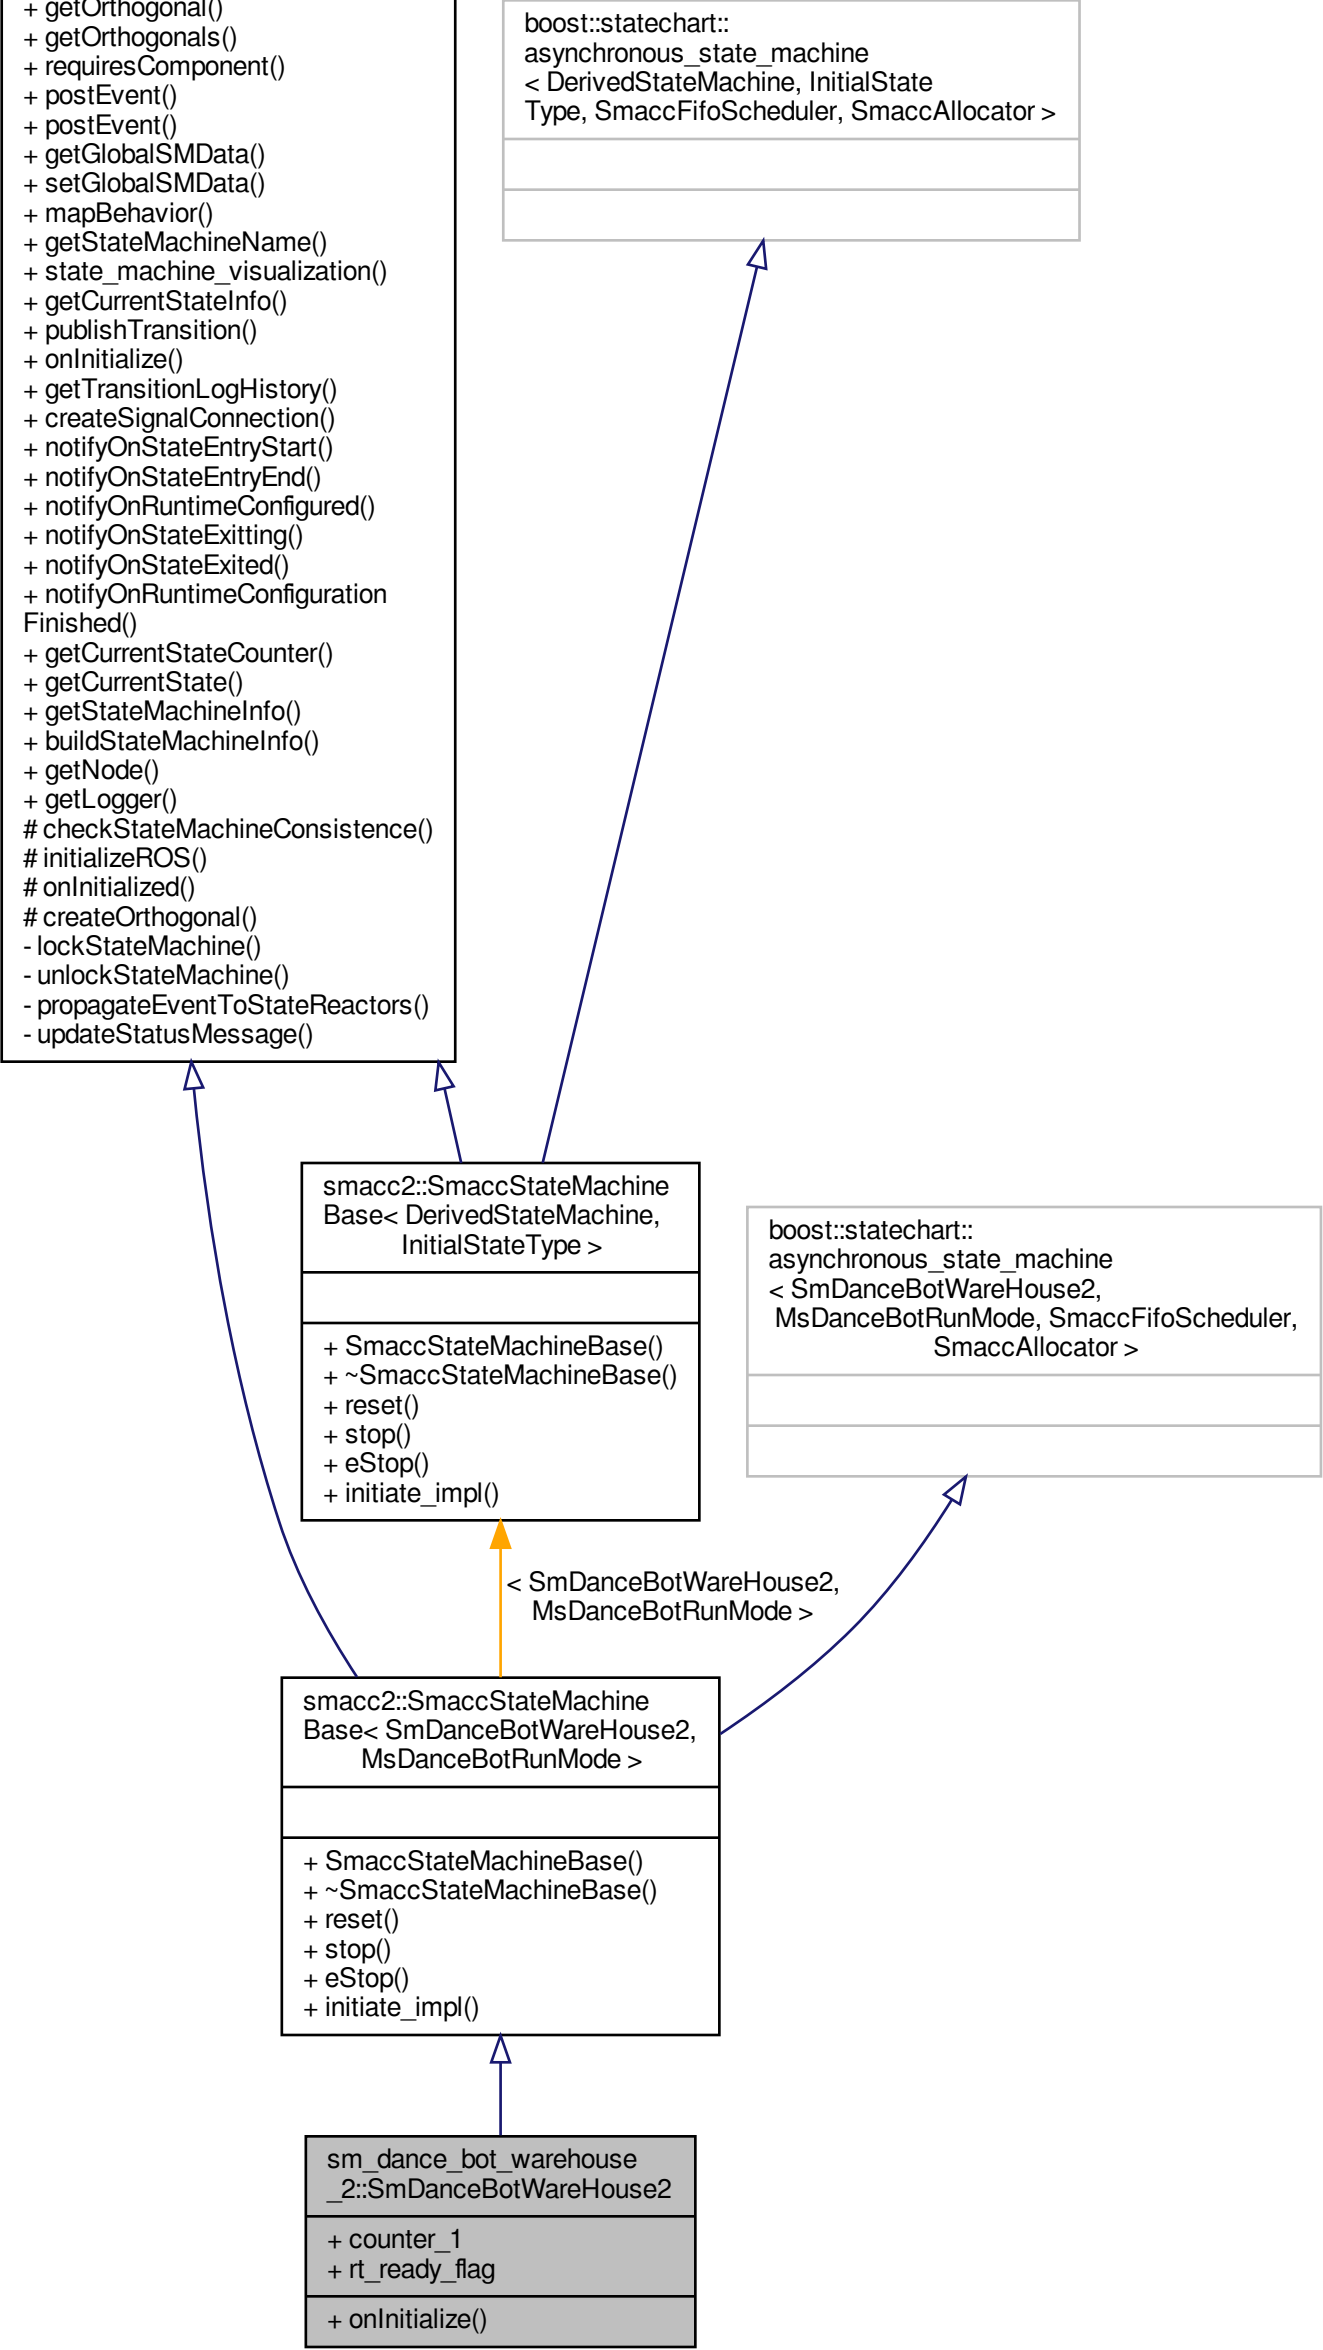 + getOrthogonal()
+ getOrthogonals()
+ requiresComponent()
+ postEvent()
+ postEvent()
+ getGlobalSMData()
+ setGlobalSMData()
+ mapBehavior()
+ getStateMachineName()
+ state_machine_visualization()
+ getCurrentStateInfo()
+ publishTransition()
+ onInitialize()
+ getTransitionLogHistory()
+ createSignalConnection()
+ notifyOnStateEntryStart()
+ notifyOnStateEntryEnd()
+ notifyOnRuntimeConfigured()
+ notifyOnStateExitting()
+ notifyOnStateExited()
+ notifyOnRuntimeConfiguration
Finished()
+ getCurrentStateCounter()
+ getCurrentState()
+ getStateMachineInfo()
+ buildStateMachineInfo()
+ getNode()
+ getLogger()
# checkStateMachineConsistence()
# initializeROS()
# onInitialized()
# createOrthogonal()
- lockStateMachine()
- unlockStateMachine()
- propagateEventToStateReactors()
- updateStatusMessage()
boost::statechart::
asynchronous_state_machine
< DerivedStateMachine, InitialState
Type, SmaccFifoScheduler, SmaccAllocator >
smacc2::SmaccStateMachine
Base< DerivedStateMachine,
InitialStateType >
+ SmaccStateMachineBase()
+ ~SmaccStateMachineBase()
+ reset()
+ stop()
+ eStop()
+ initiate_impl()
boost::statechart::
asynchronous_state_machine
< SmDanceBotWareHouse2,
MsDanceBotRunMode, SmaccFifoScheduler,
SmaccAllocator >
< SmDanceBotWareHouse2,
MsDanceBotRunMode >
smacc2::SmaccStateMachine
Base< SmDanceBotWareHouse2,
MsDanceBotRunMode >
+ SmaccStateMachineBase()
+ ~SmaccStateMachineBase()
+ reset()
+ stop()
+ eStop()
+ initiate_impl()
sm_dance_bot_warehouse
_2::SmDanceBotWareHouse2
+ counter_1
+ rt_ready_flag
+ onInitialize()